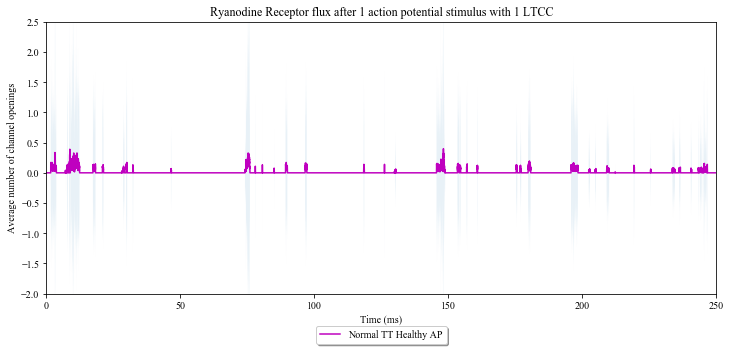 Ryanodine Receptor flux after 1 action potential stimulus with 1 LTCC
Average number of channel openings
2.5
2.0
1.5
1.0
0.5
0.0
−0.5
−1.0
−1.5
−2.0
0 50 100 150 200 250
Time (ms)
Normal TT Healthy AP